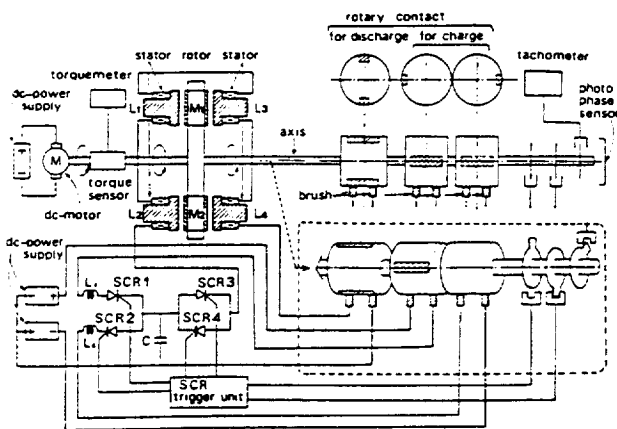 rotary contact
for discharge for charge
stator rotor stator
tachometer
torquemeter
photo
phase
sensor
dc-power
supply
L1
M1
L3
axis
M
torque
sensor
dc-motor
brush
L2
M2
L4
dc-power
supply
SCR1
SCR3
SCR2
SCR4
C
SCR
trigger unit